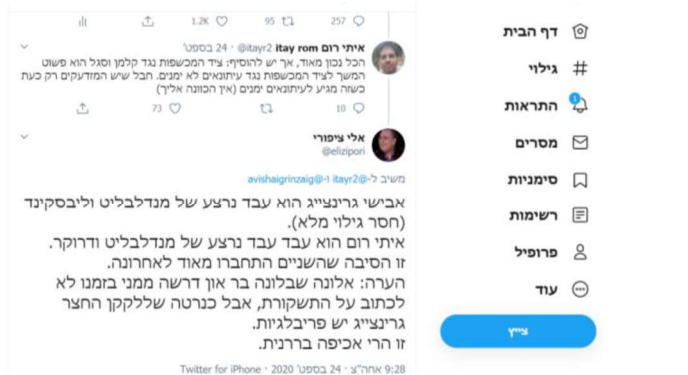 257 95 1.2K
איתי רום itay rom @itayr2 · 24 בספט'
הכל נכון מאוד, אך יש להוסיף: ציד המכשפות נגד קלמן וסגל הוא פשוט
המשך לציד המכשפות נגד עיתונאים לא ימנים. חבל שיש המזדעקים רק כעת
כשזה מגיע לעיתונאים ימנים (אין הכוונה אליך)
10 73
אלי ציפורי
@elizipori
משיב ל-@itayr2 ו-@avishaigrinzaig
אבישי גרינצייג הוא עבד נרצע של מנדלבליט וליבסקינד
(חסר גילוי מלא).
איתי רום הוא עבד עבד נרצע של מנדלבליט ודרוקר.
זו הסיבה שהשניים התחברו מאוד לאחרונה.
הערה: אלונה שבלונה בר און דרשה ממני בזמנו לא
לכתוב על התשקורת, אבל כנרטה שללקקן החצר
גרינצייג יש פריבלגיות.
זו הרי אכיפה בררנית.
9:28 אחה"צ · 24 בספט' 2020 · Twitter for iPhone
דף הבית
גילוי
1
התראות
מסרים
סימניות
רשימות
פרופיל
עוד
ציוץ